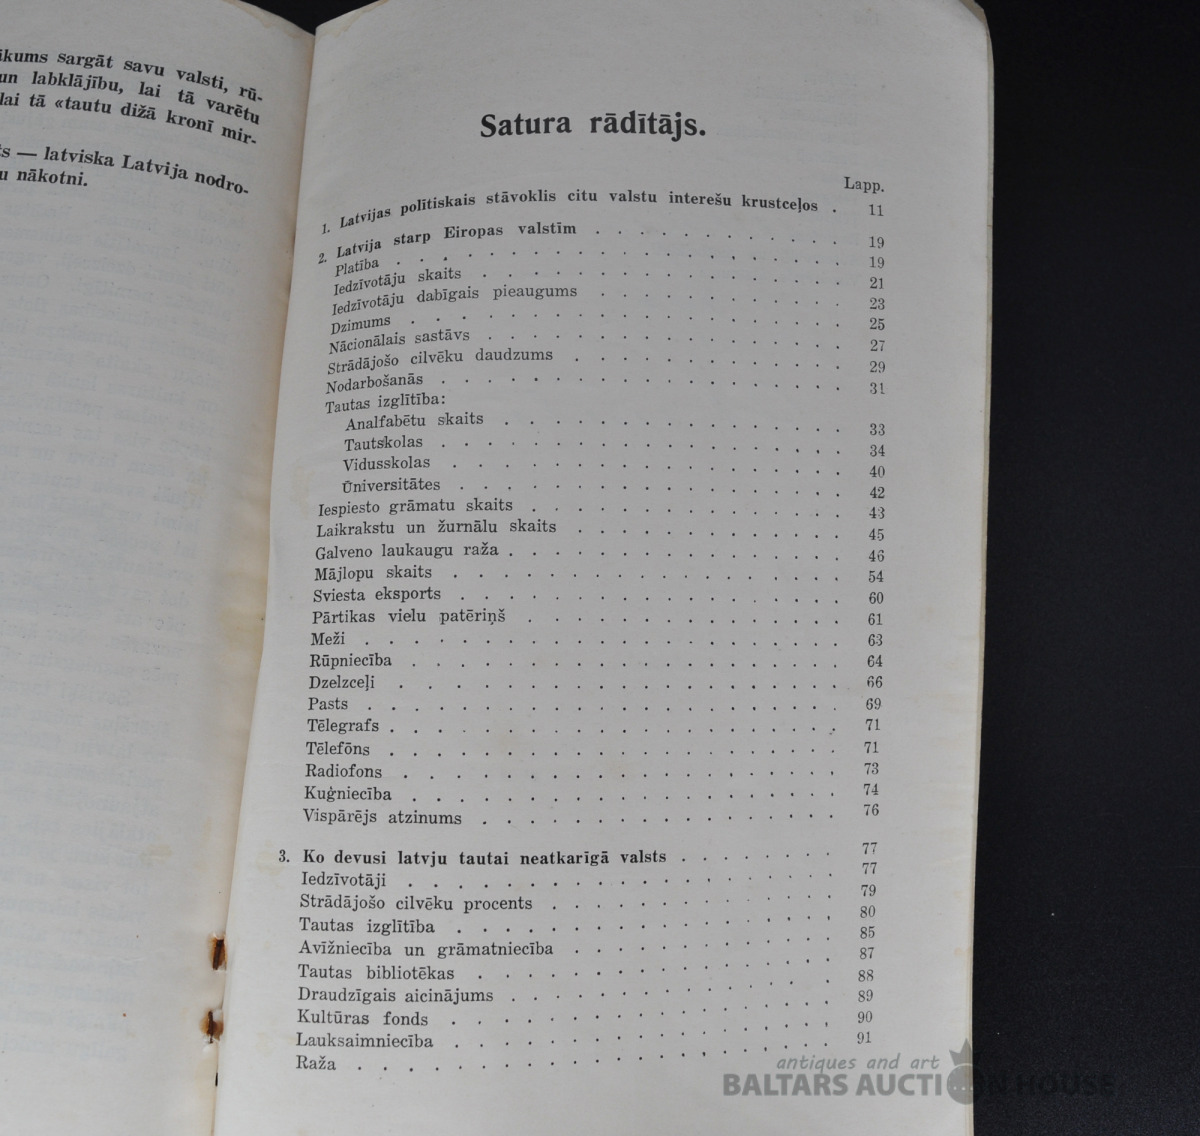 ikums sargāt savu valsti, rū-
un labklājību, lai tā varētu
lai tā «tautu dižā kronī mir-
ts — latviska Latvija nodro-
u nākotni.
Satura rādītājs.
Lapp.
1. Latvijas polītiskais stāvoklis citu valstu interešu krustceļos . 11
2. Latvija starp Eiropas valstīm . . . . . . . . . . . 19
Platība . . . . . . . . . . . . . . . . . . . . 19
Iedzīvotāju skaits . . . . . . . . . . . . . . . . 21
Iedzīvotāju dabīgais pieaugums . . . . . . . . . . . 23
Dzimums . . . . . . . . . . . . . . . . . . . 25
Nācionālais sastāvs . . . . . . . . . . . . . . . 27
Strādājošo cilvēku daudzums . . . . . . . . . . . . 29
Nodarbošanās . . . . . . . . . . . . . . . . . 31
Tautas izglītība:
Analfabētu skaits . . . . . . . . . . . . . . . 33
Tautskolas . . . . . . . . . . . . . . . . . . 34
Vidusskolas . . . . . . . . . . . . . . . . . 40
Ūniversitātes . . . . . . . . . . . . . . . . . 42
Iespiesto grāmatu skaits . . . . . . . . . . . . . . 43
Laikrakstu un žurnālu skaits . . . . . . . . . . . . 45
Galveno laukaugu raža . . . . . . . . . . . . . . . 46
Mājlopu skaits . . . . . . . . . . . . . . . . . 54
Sviesta eksports . . . . . . . . . . . . . . . . . 60
Pārtikas vielu patēriņš . . . . . . . . . . . . . . 61
Meži . . . . . . . . . . . . . . . . . . . . . 63
Rūpniecība . . . . . . . . . . . . . . . . . . . 64
Dzelzceļi . . . . . . . . . . . . . . . . . . . 66
Pasts . . . . . . . . . . . . . . . . . . . . . 69
Tēlegrafs . . . . . . . . . . . . . . . . . . . . 71
Tēlefōns . . . . . . . . . . . . . . . . . . . . 71
Radiofons . . . . . . . . . . . . . . . . . . . 73
Kuģniecība . . . . . . . . . . . . . . . . . . . 74
Vispārējs atzinums . . . . . . . . . . . . . . . . 76
3. Ko devusi latvju tautai neatkarīgā valsts . . . . . . . 77
Iedzīvotāji . . . . . . . . . . . . . . . . . . 77
Strādājošo cilvēku procents . . . . . . . . . . . . . 79
Tautas izglītība . . . . . . . . . . . . . . . . . 80
Avīžniecība un grāmatniecība . . . . . . . . . . . . 85
Tautas bibliotēkas . . . . . . . . . . . . . . . . 87
Draudzīgais aicinājums . . . . . . . . . . . . . . 88
Kultūras fonds . . . . . . . . . . . . . . . . . 89
Lauksaimniecība . . . . . . . . . . . . . . . . . 90
Raža . . . . . . . . . . . . . . . . . . . . . 91
antiques and art
BALTARS AUCTION HOUSE